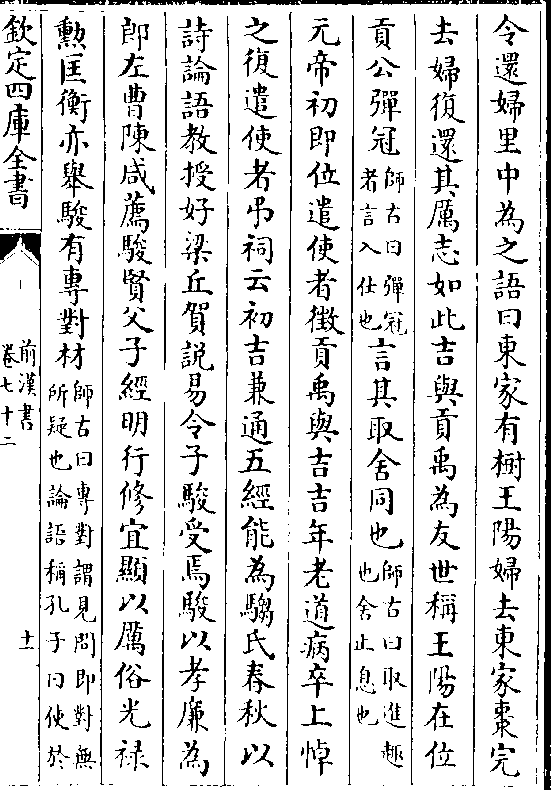 令還婦里中為之語曰東家有樹王陽婦去東家棗完
去婦復還其厲志如此吉與貢禹為友世稱王陽在位
貢公彈冠師古曰彈冠者言入仕也言其取舍同也師古曰取進趣也舍止息也
元帝初即位遣使者徵貢禹與吉吉年老道病卒上悼
之復遣使者弔祠云初吉兼通五經能為騶氏春秋以
詩論語教授好梁丘賀説易令子駿受焉駿以孝廉為
郎左曹陳咸薦駿賢父子經明行修宜顯以厲俗光禄
勲匡衡亦舉駿有專對材師古曰專對謂見問即對無所疑也論語稱孔子曰使於
欽定四庫全書
前漢書
卷七十二
十一